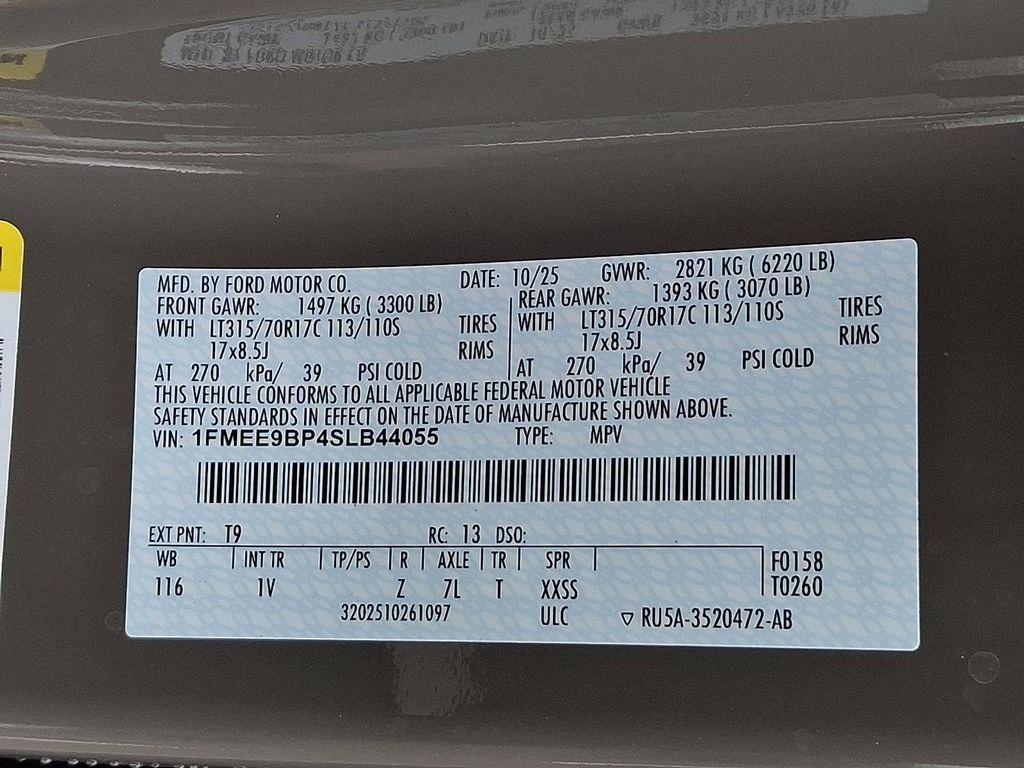 MFD. BY FORD MOTOR CO. DATE: 10/25 GVWR: 2821 KG ( 6220 LB)
FRONT GAWR: 1497 KG ( 3300 LB) REAR GAWR: 1393 KG ( 3070 LB)
WITH LT315/70R17C 113/110S TIRES WITH LT315/70R17C 113/110S TIRES
17x8.5J RIMS 17x8.5J RIMS
AT 270 kPa/ 39 PSI COLD AT 270 kPa/ 39 PSI COLD
THIS VEHICLE CONFORMS TO ALL APPLICABLE FEDERAL MOTOR VEHICLE
SAFETY STANDARDS IN EFFECT ON THE DATE OF MANUFACTURE SHOWN ABOVE.
VIN: 1FMEE9BP4SLB44055 TYPE: MPV
EXT PNT: T9 RC: 13 DSO:
WB INT TR TP/PS R AXLE TR SPR F0158
116 1V Z 7L T XXSS T0260
3202510261097 ULC ▽ RU5A-3520472-AB